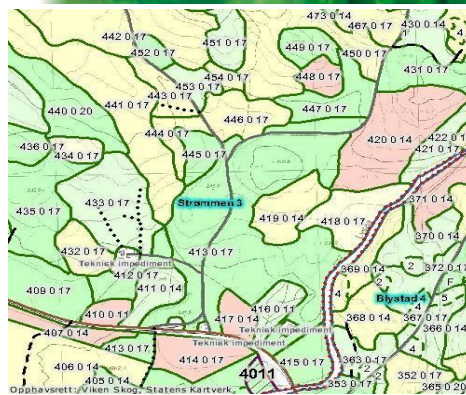 473 0 14
430 0 14
442 0 17
451 0 17
449 0 17
467 0 17
450 0 17
452 0 17
454 0 17
448 0 17
431 0 17
453 0 17
443 0 17
441 0 17
447 0 17
440 0 20
446 0 17
444 0 17
420 0 14
422 0 1
436 0 17
421 0 17
434 0 17
445 0 17
433 0 17
Strømmen 3
371 0 14
435 0 17
419 0 14
418 0 17
370 0 14
432 0 17
413 0 17
Teknisk impediment
369 0 14
372 0 1
412 0 17
409 0 17
411 0 14
Blystad 4
416 0 11
410 0 11
417 0 14
368 0 14
367 0 17
366 0 14
407 0 14
Teknisk impediment
Teknisk impediment
413 0 17
414 0 17
415 0 17
363 0 17
406 0 14
4011
405 0 14
353 0 17
352 0 17
365 0 20
Opphavsrett: Viken Skog, Statens Kartverk,